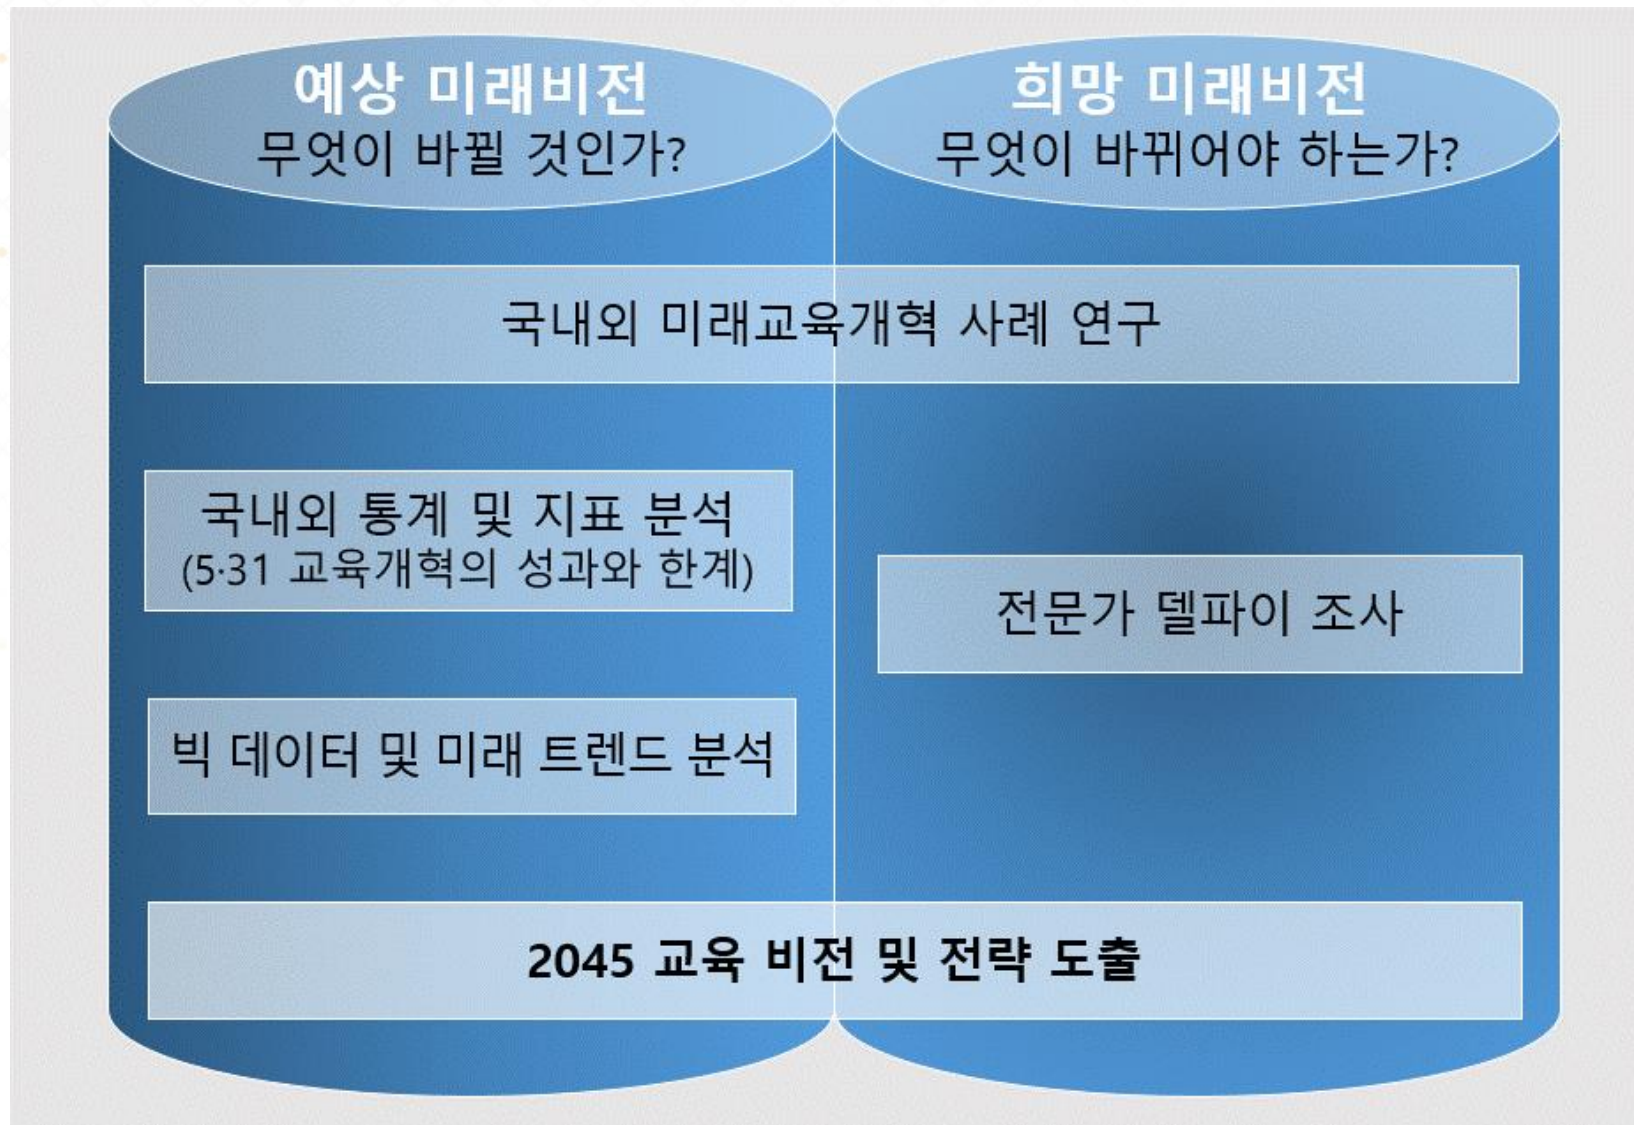 예상 미래비전
무엇이 바뀔 것인가?
희망 미래비전
무엇이 바뀌어야 하는가?
국내외 미래교육개혁 사례 연구
국내외 통계 및 지표 분석
(5·31 교육개혁의 성과와 한계)
전문가 델파이 조사
빅 데이터 및 미래 트렌드 분석
2045 교육 비전 및 전략 도출